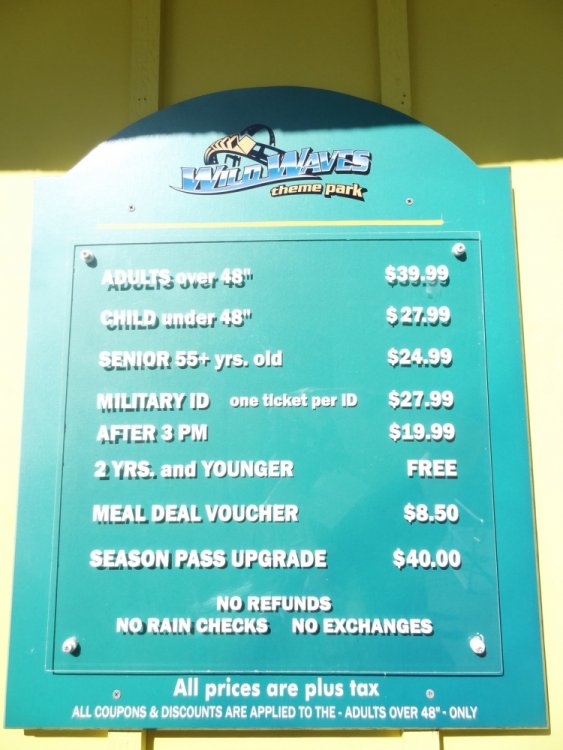 WILD WAVES
theme park
ADULTS over 48" $39.99
CHILD under 48" $27.99
SENIOR 55+ yrs. old $24.99
MILITARY ID one ticket per ID $27.99
AFTER 3 PM $19.99
2 YRS. and YOUNGER FREE
MEAL DEAL VOUCHER $8.50
SEASON PASS UPGRADE $40.00
NO REFUNDS
NO RAIN CHECKS NO EXCHANGES
All prices are plus tax
ALL COUPONS & DISCOUNTS ARE APPLIED TO THE - ADULTS OVER 48" - ONLY